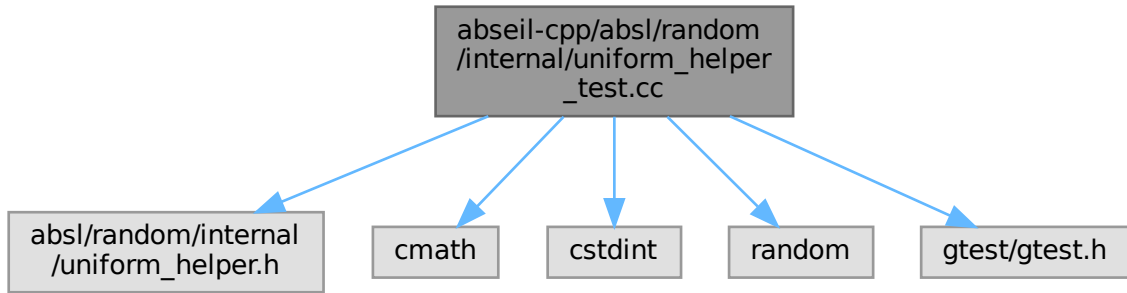 abseil-cpp/absl/random
/internal/uniform_helper
_test.cc
absl/random/internal
/uniform_helper.h
cmath
cstdint
random
gtest/gtest.h